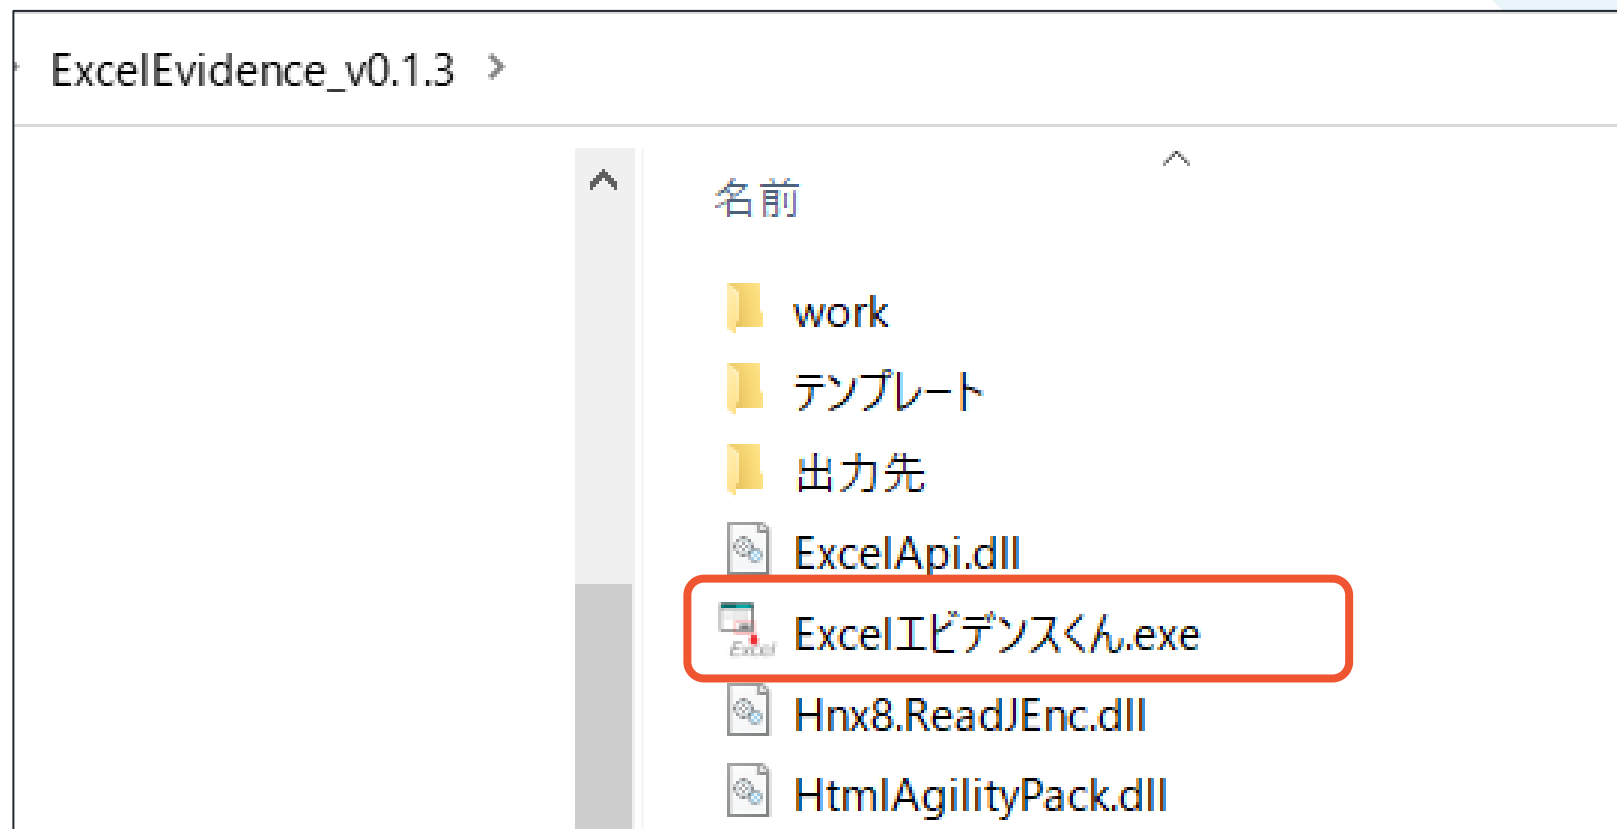 ExcelEvidence_v0.1.3
名前
work
テンプレート
出力先
ExcelApi.dll
Excel
Excelエビデンスくん.exe
Hnx8.ReadJEnc.dll
HtmlAgilityPack.dll